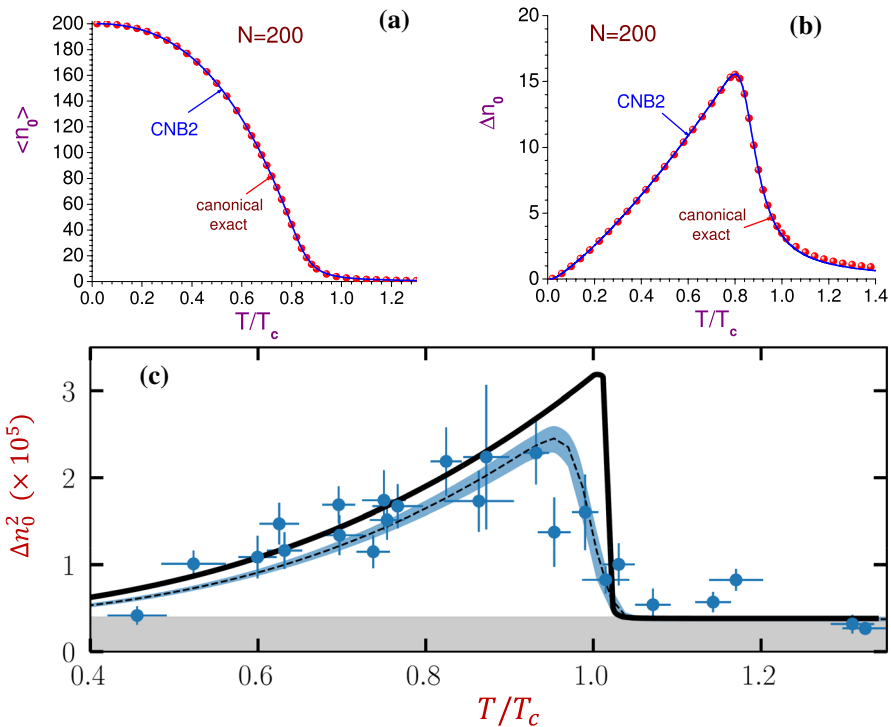 (a)
N=200
200
180
160
140
120
100
80
60
40
20
0
<n₀>
CNB2
canonical
exact
0.0 0.2 0.4 0.6 0.8 1.0 1.2
T/T_c
(b)
N=200
20
15
10
5
0
Δn₀
CNB2
canonical
exact
0.0 0.2 0.4 0.6 0.8 1.0 1.2 1.4
T/T_c
(c)
3
2
1
0
Δn₀² (× 10⁵)
0.4 0.6 0.8 1.0 1.2
T/T_c